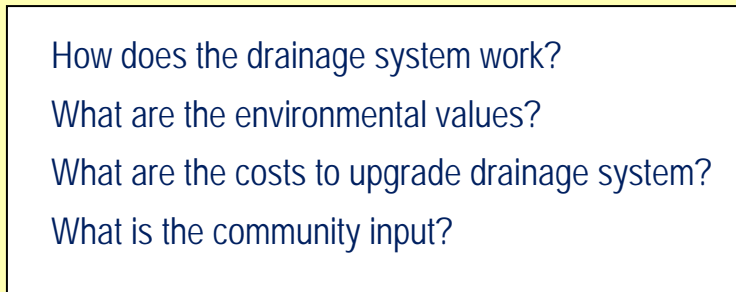 How does the drainage system work?
What are the environmental values?
What are the costs to upgrade drainage system?
What is the community input?